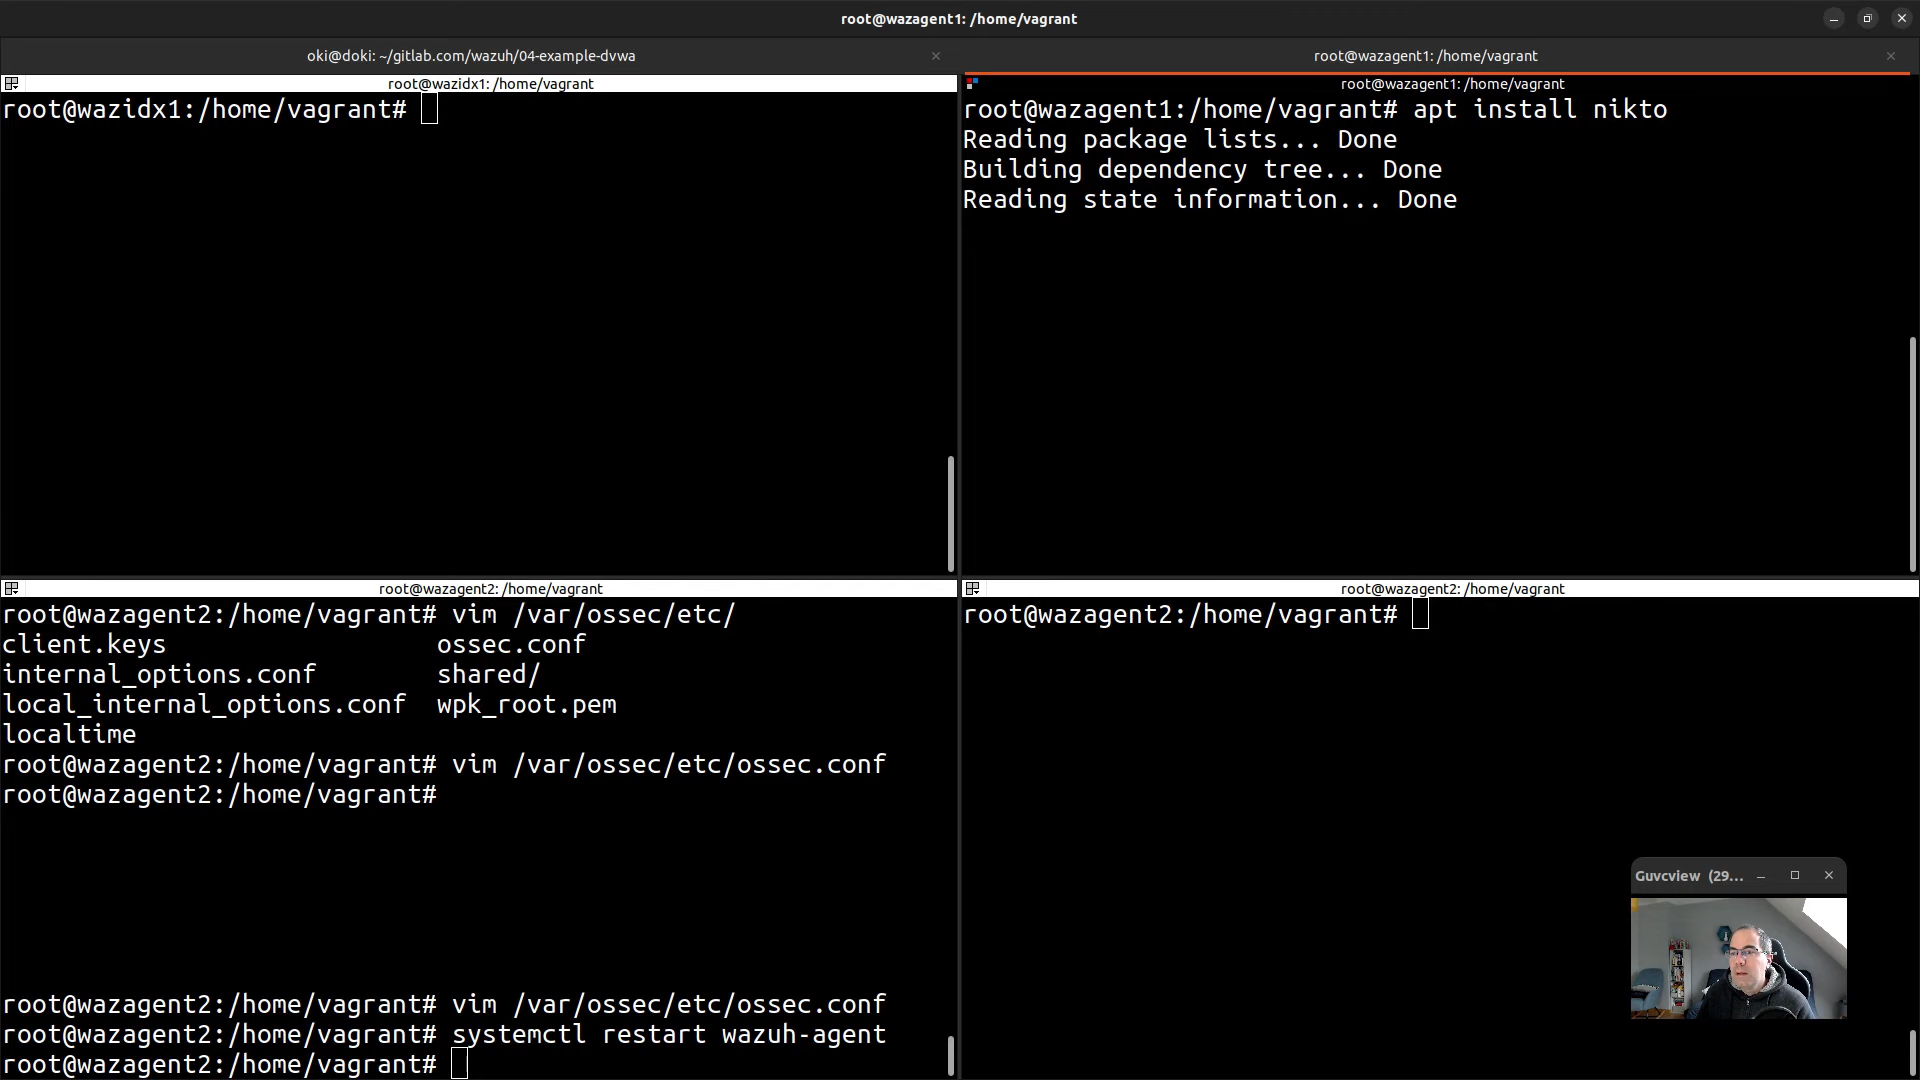 root@wazagent1: /home/vagrant
oki@doki: ~/gitlab.com/wazuh/04-example-dvwa
root@wazagent1: /home/vagrant
root@wazidx1: /home/vagrant
root@wazidx1:/home/vagrant#
root@wazagent1: /home/vagrant
root@wazagent1:/home/vagrant# apt install nikto
Reading package lists... Done
Building dependency tree... Done
Reading state information... Done
root@wazagent2: /home/vagrant
root@wazagent2:/home/vagrant# vim /var/ossec/etc/
client.keys ossec.conf
internal_options.conf shared/
local_internal_options.conf wpk_root.pem
localtime
root@wazagent2:/home/vagrant# vim /var/ossec/etc/ossec.conf
root@wazagent2:/home/vagrant#
root@wazagent2:/home/vagrant# vim /var/ossec/etc/ossec.conf
root@wazagent2:/home/vagrant# systemctl restart wazuh-agent
root@wazagent2:/home/vagrant#
root@wazagent2: /home/vagrant
root@wazagent2:/home/vagrant#
Guvcview (29...